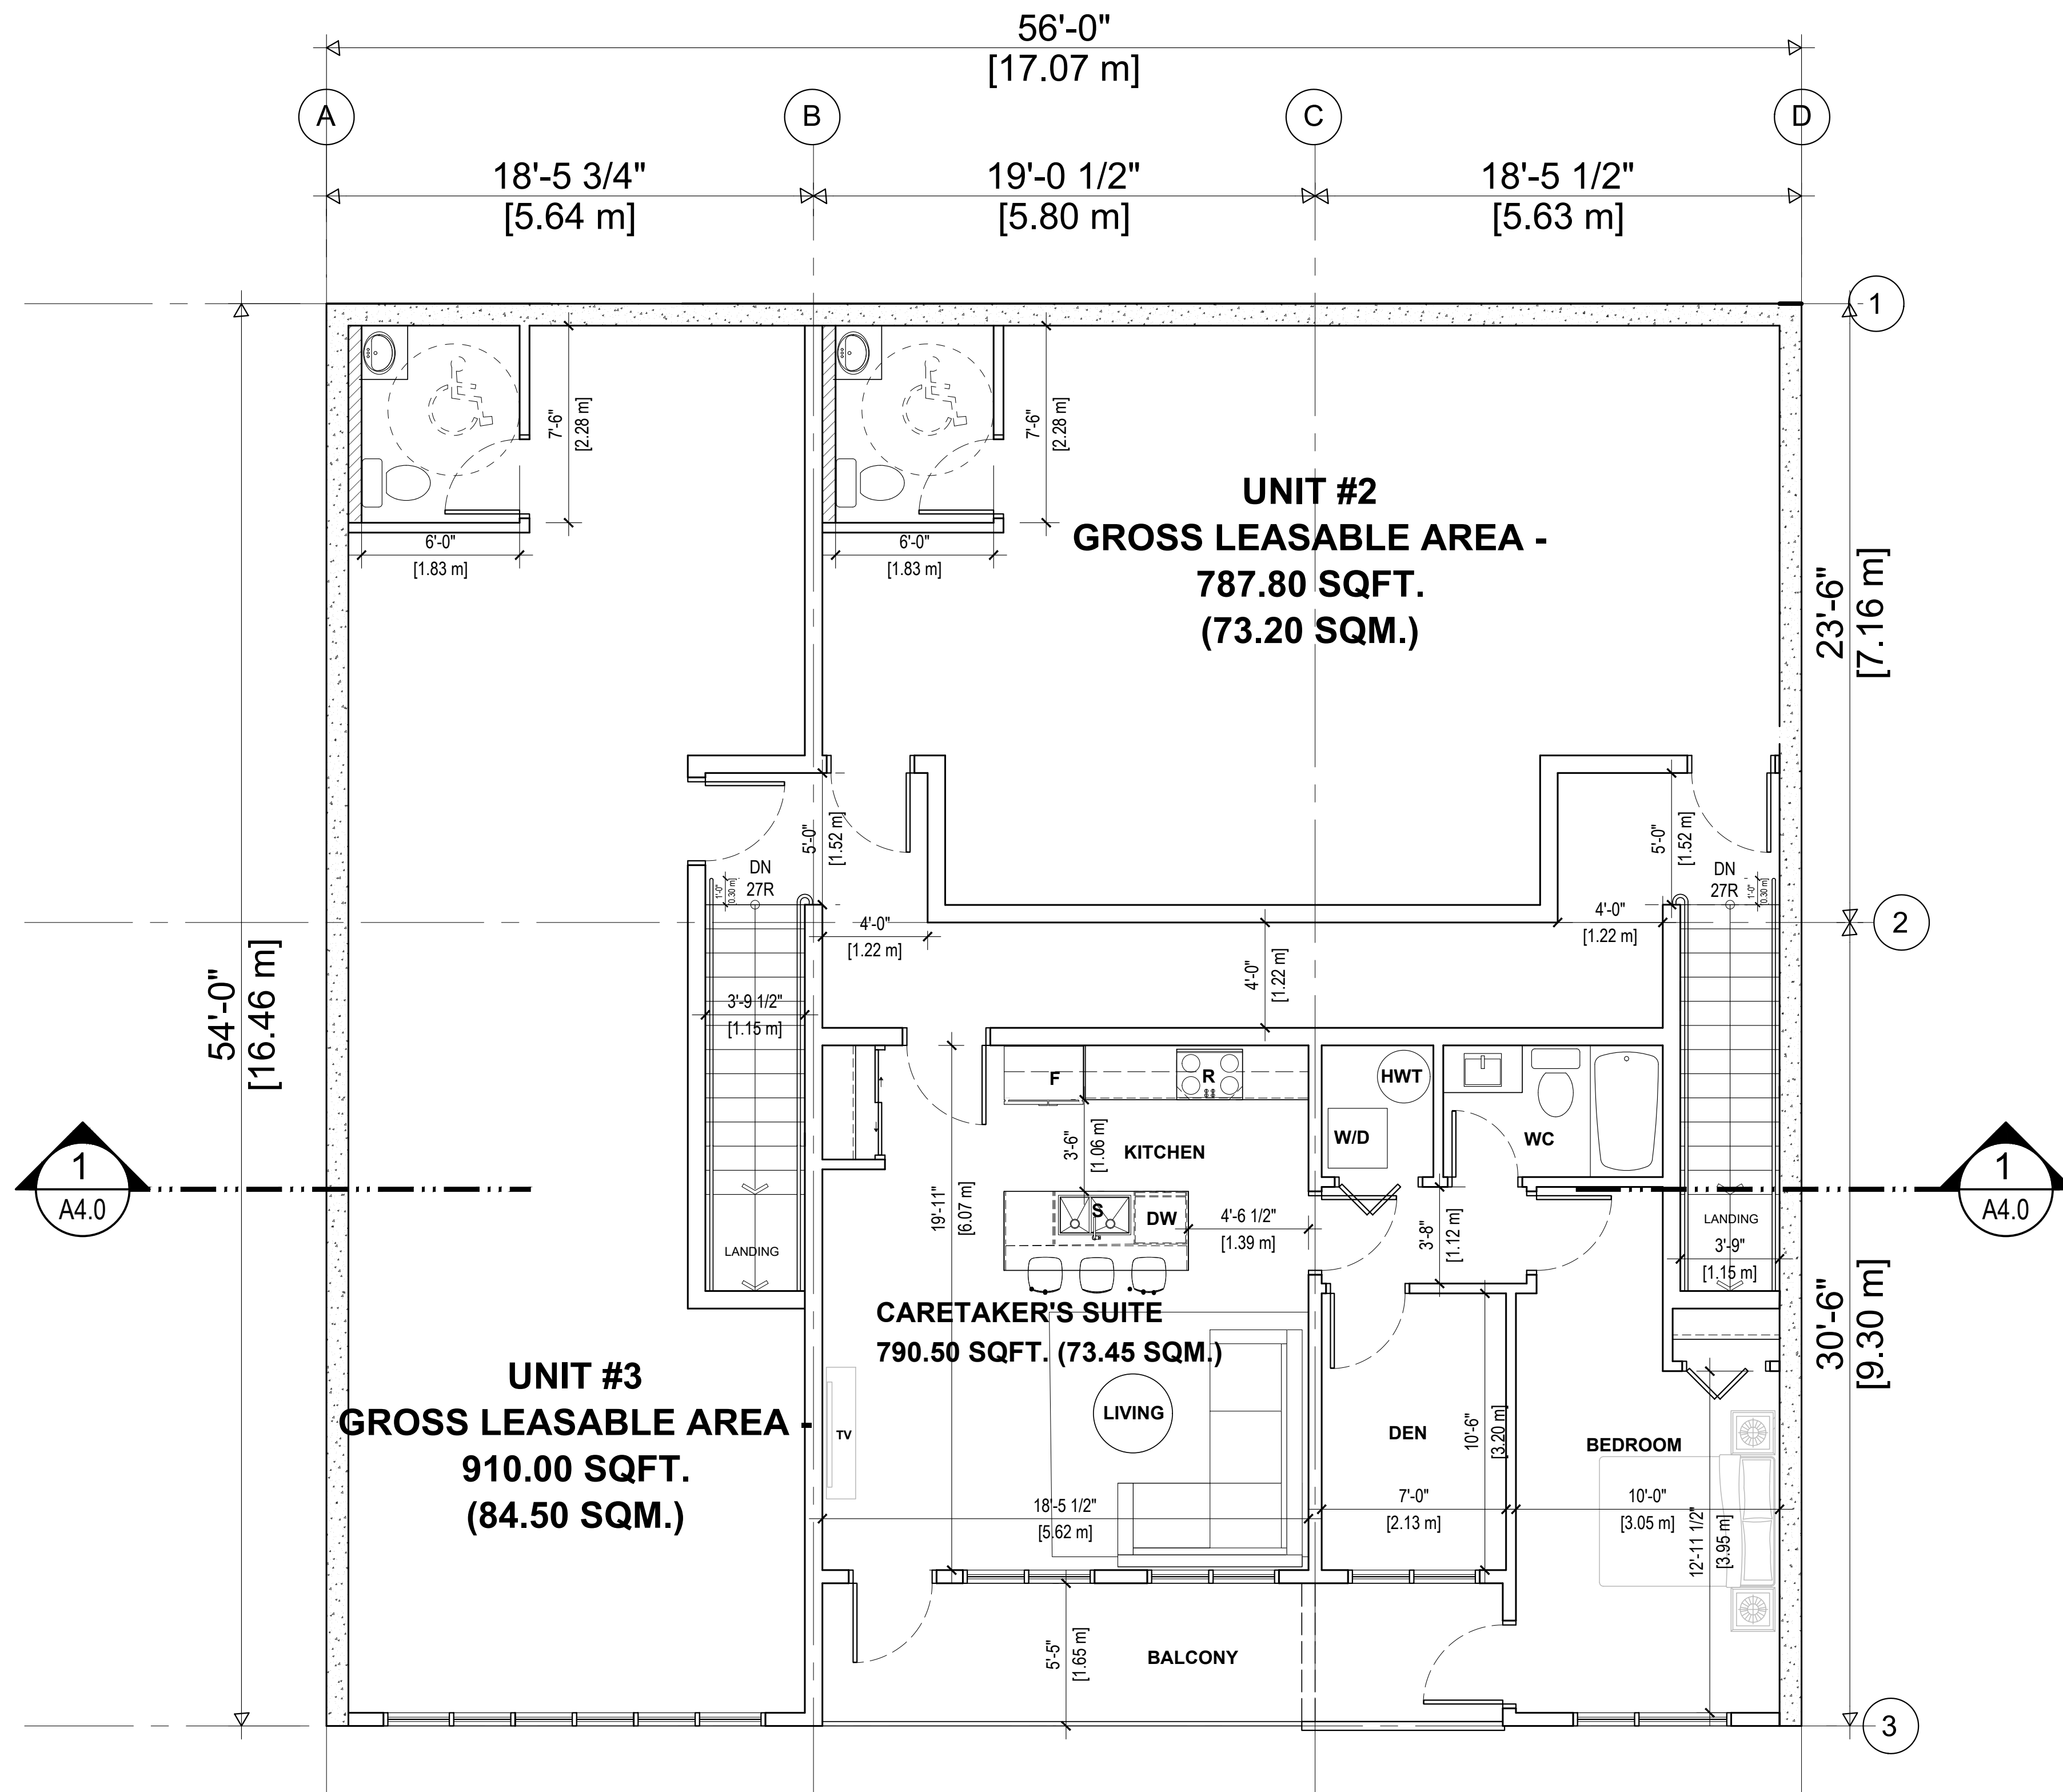 56'-0"
[17.07 m]
A
B
C
D
18'-5 3/4"
[5.64 m]
19'-0 1/2"
[5.80 m]
18'-5 1/2"
[5.63 m]
1
7'-6"
[2.28 m]
7'-6"
[2.28 m]
6'-0"
[1.83 m]
6'-0"
[1.83 m]
UNIT #2
GROSS LEASABLE AREA -
787.80 SQFT.
(73.20 SQM.)
23'-6"
[7.16 m]
5'-0"
[1.52 m]
5'-0"
[1.52 m]
DN
27R
1'-0"
[0.30 m]
DN
27R
1'-0"
[0.30 m]
4'-0"
[1.22 m]
4'-0"
[1.22 m]
2
4'-0"
[1.22 m]
54'-0"
[16.46 m]
3'-9 1/2"
[1.15 m]
F
R
HWT
W/D
WC
KITCHEN
3'-6"
[1.06 m]
1
A4.0
1
A4.0
19'-11"
[6.07 m]
S
DW
4'-6 1/2"
[1.39 m]
3'-8"
[1.12 m]
LANDING
LANDING
3'-9"
[1.15 m]
CARETAKER'S SUITE
790.50 SQFT. (73.45 SQM.)
30'-6"
[9.30 m]
UNIT #3
GROSS LEASABLE AREA -
910.00 SQFT.
(84.50 SQM.)
TV
LIVING
DEN
10'-6"
[3.20 m]
BEDROOM
18'-5 1/2"
[5.62 m]
7'-0"
[2.13 m]
10'-0"
[3.05 m]
12'-11 1/2"
[3.95 m]
5'-5"
[1.65 m]
BALCONY
3